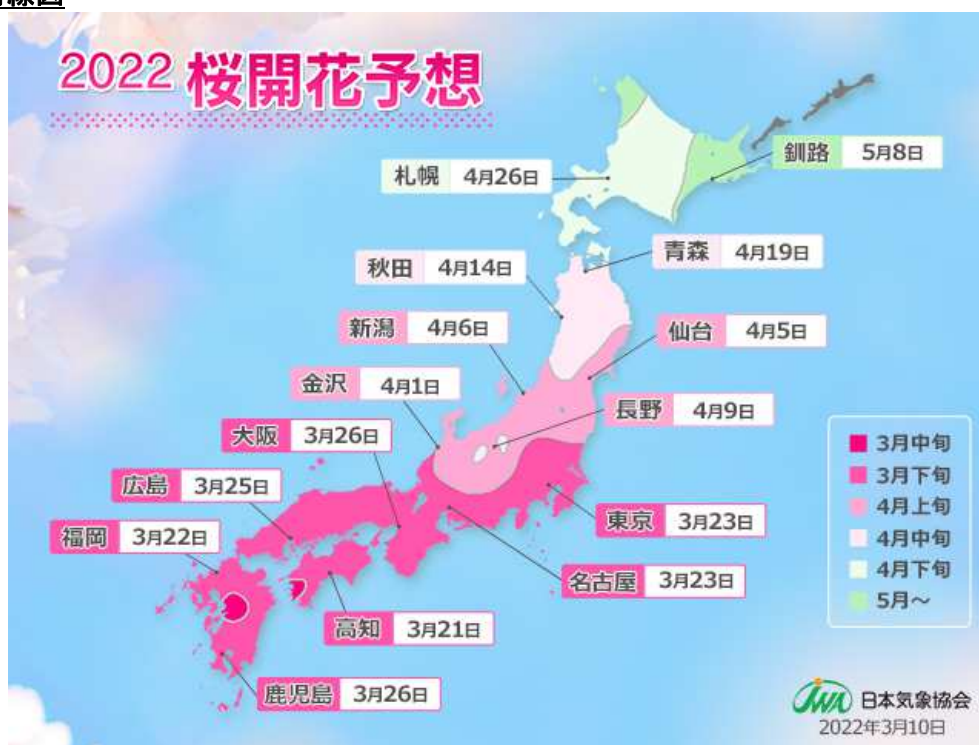 2022 桜開花予想
釧路 5月8日
札幌 4月26日
青森 4月19日
秋田 4月14日
新潟 4月6日
仙台 4月5日
金沢 4月1日
長野 4月9日
大阪 3月26日
広島 3月25日
福岡 3月22日
東京 3月23日
名古屋 3月23日
高知 3月21日
鹿児島 3月26日
3月中旬
3月下旬
4月上旬
4月中旬
4月下旬
5月~
JWA 日本気象協会
2022年3月10日